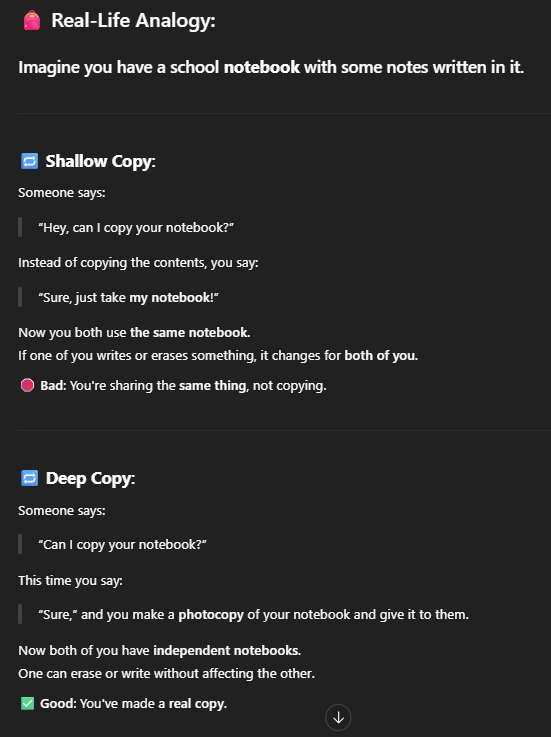 Real-Life Analogy:
Imagine you have a school notebook with some notes written in it.
Shallow Copy:
Someone says:
“Hey, can I copy your notebook?”
Instead of copying the contents, you say:
“Sure, just take my notebook!”
Now you both use the same notebook.
If one of you writes or erases something, it changes for both of you.
Bad: You're sharing the same thing, not copying.
Deep Copy:
Someone says:
“Can I copy your notebook?”
This time you say:
“Sure,” and you make a photocopy of your notebook and give it to them.
Now both of you have independent notebooks.
One can erase or write without affecting the other.
Good: You've made a real copy.